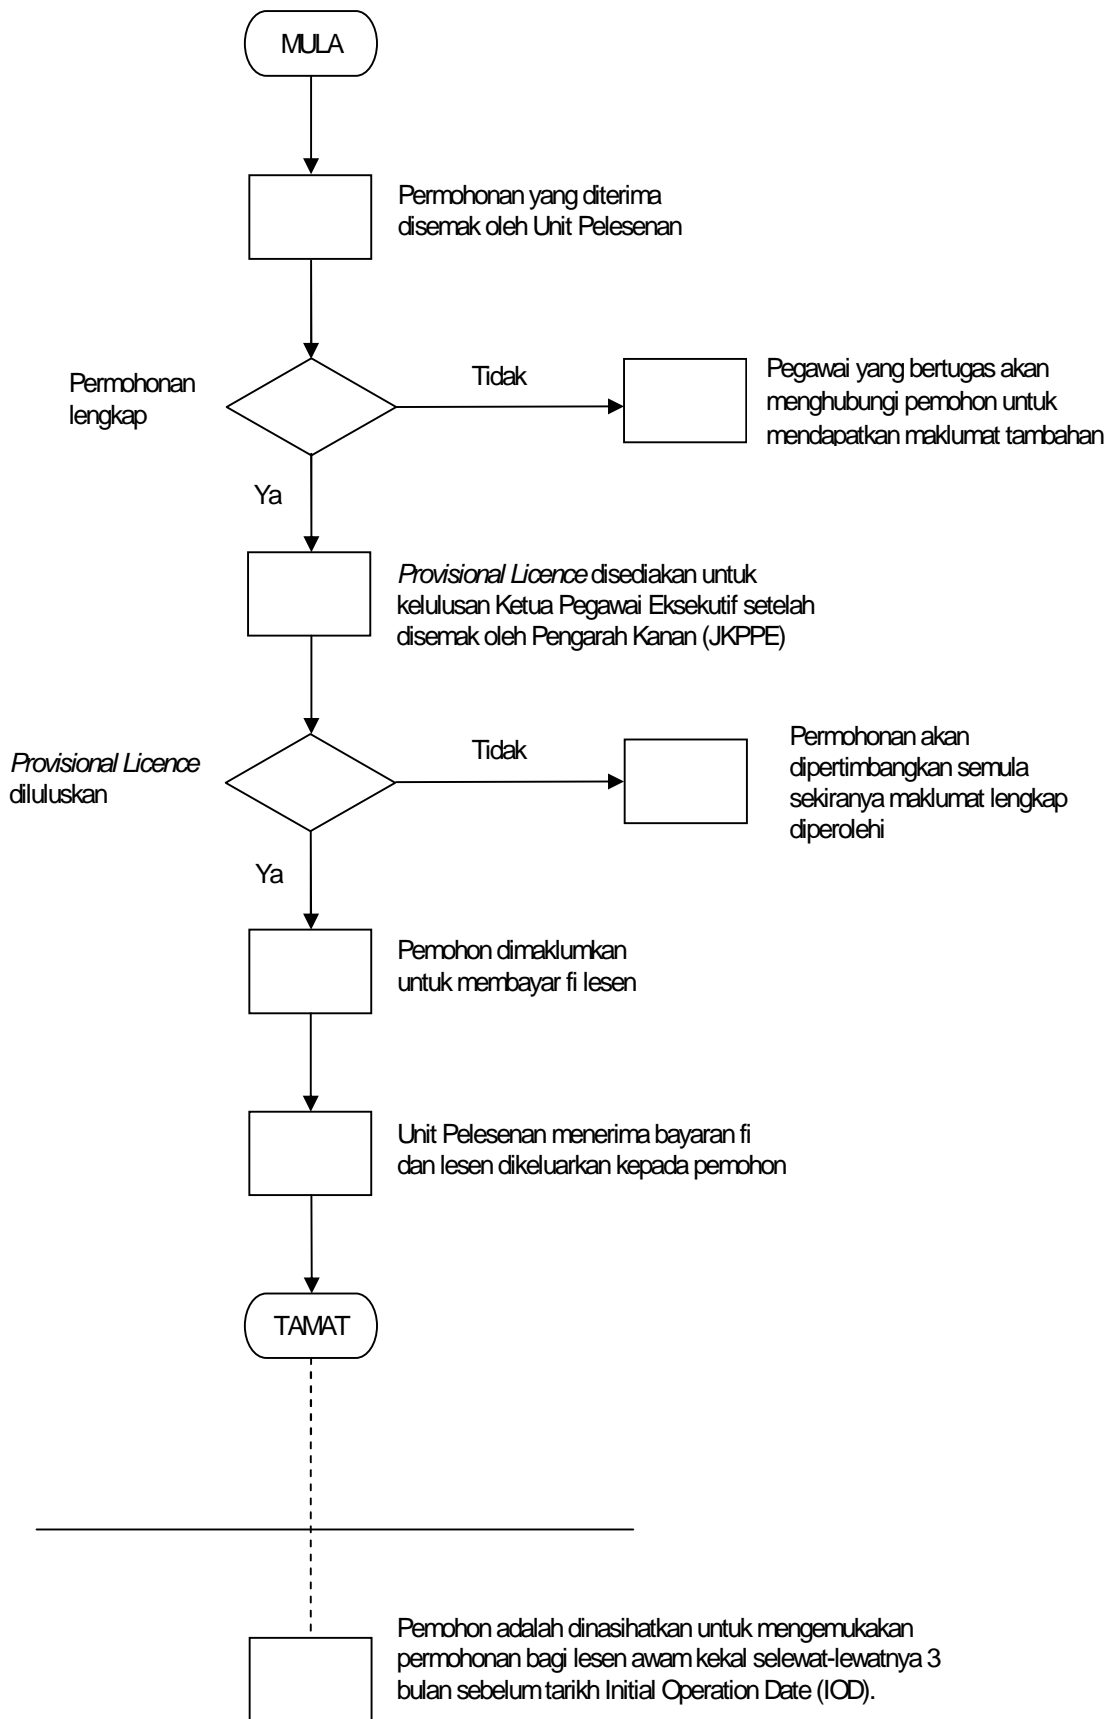 MULA
Permohonan yang diterima
disemak oleh Unit Pelesenan
Permohonan
lengkap
Tidak
Pegawai yang bertugas akan
menghubungi pemohon untuk
mendapatkan maklumat tambahan
Ya
Provisional Licence disediakan untuk
kelulusan Ketua Pegawai Eksekutif setelah
disemak oleh Pengarah Kanan (JKPPE)
Provisional Licence
diluluskan
Tidak
Permohonan akan
dipertimbangkan semula
sekiranya maklumat lengkap
diperolehi
Ya
Pemohon dimaklumkan
untuk membayar fi lesen
Unit Pelesenan menerima bayaran fi
dan lesen dikeluarkan kepada pemohon
TAMAT
Pemohon adalah dinasihatkan untuk mengemukakan
permohonan bagi lesen awam kekal selewat-lewatnya 3
bulan sebelum tarikh Initial Operation Date (IOD).